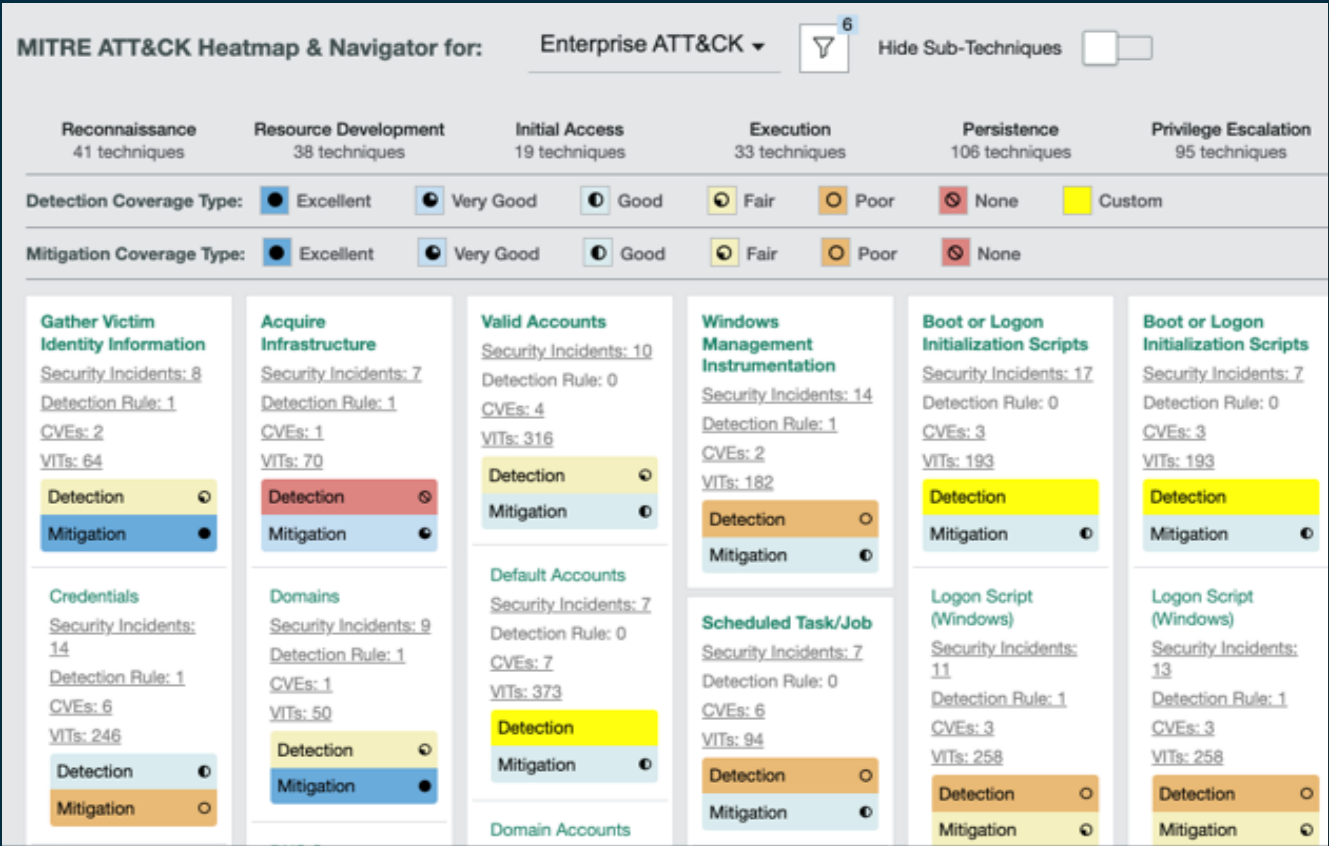 MITRE ATT&CK Heatmap & Navigator for:
Enterprise ATT&CK
6
Hide Sub-Techniques
Reconnaissance
41 techniques
Resource Development
38 techniques
Initial Access
19 techniques
Execution
33 techniques
Persistence
106 techniques
Privilege Escalation
95 techniques
Detection Coverage Type: Excellent Very Good Good Fair Poor None Custom
Mitigation Coverage Type: Excellent Very Good Good Fair Poor None
Gather Victim
Identity Information
Security Incidents: 8
Detection Rule: 1
CVEs: 2
VITs: 64
Detection
Mitigation
Credentials
Security Incidents:
14
Detection Rule: 1
CVEs: 6
VITs: 246
Detection
Mitigation
Acquire
Infrastructure
Security Incidents: 7
Detection Rule: 1
CVEs: 1
VITs: 70
Detection
Mitigation
Domains
Security Incidents: 9
Detection Rule: 1
CVEs: 1
VITs: 50
Detection
Mitigation
Valid Accounts
Security Incidents: 10
Detection Rule: 0
CVEs: 4
VITs: 316
Detection
Mitigation
Default Accounts
Security Incidents: 7
Detection Rule: 0
CVEs: 7
VITs: 373
Detection
Mitigation
Domain Accounts
Windows
Management
Instrumentation
Security Incidents: 14
Detection Rule: 1
CVEs: 2
VITs: 182
Detection
Mitigation
Scheduled Task/Job
Security Incidents: 7
Detection Rule: 0
CVEs: 6
VITs: 94
Detection
Mitigation
Boot or Logon
Initialization Scripts
Security Incidents: 17
Detection Rule: 0
CVEs: 3
VITs: 193
Detection
Mitigation
Logon Script
(Windows)
Security Incidents:
11
Detection Rule: 1
CVEs: 3
VITs: 258
Detection
Mitigation
Boot or Logon
Initialization Scripts
Security Incidents: 7
Detection Rule: 0
CVEs: 3
VITs: 193
Detection
Mitigation
Logon Script
(Windows)
Security Incidents:
13
Detection Rule: 1
CVEs: 3
VITs: 258
Detection
Mitigation